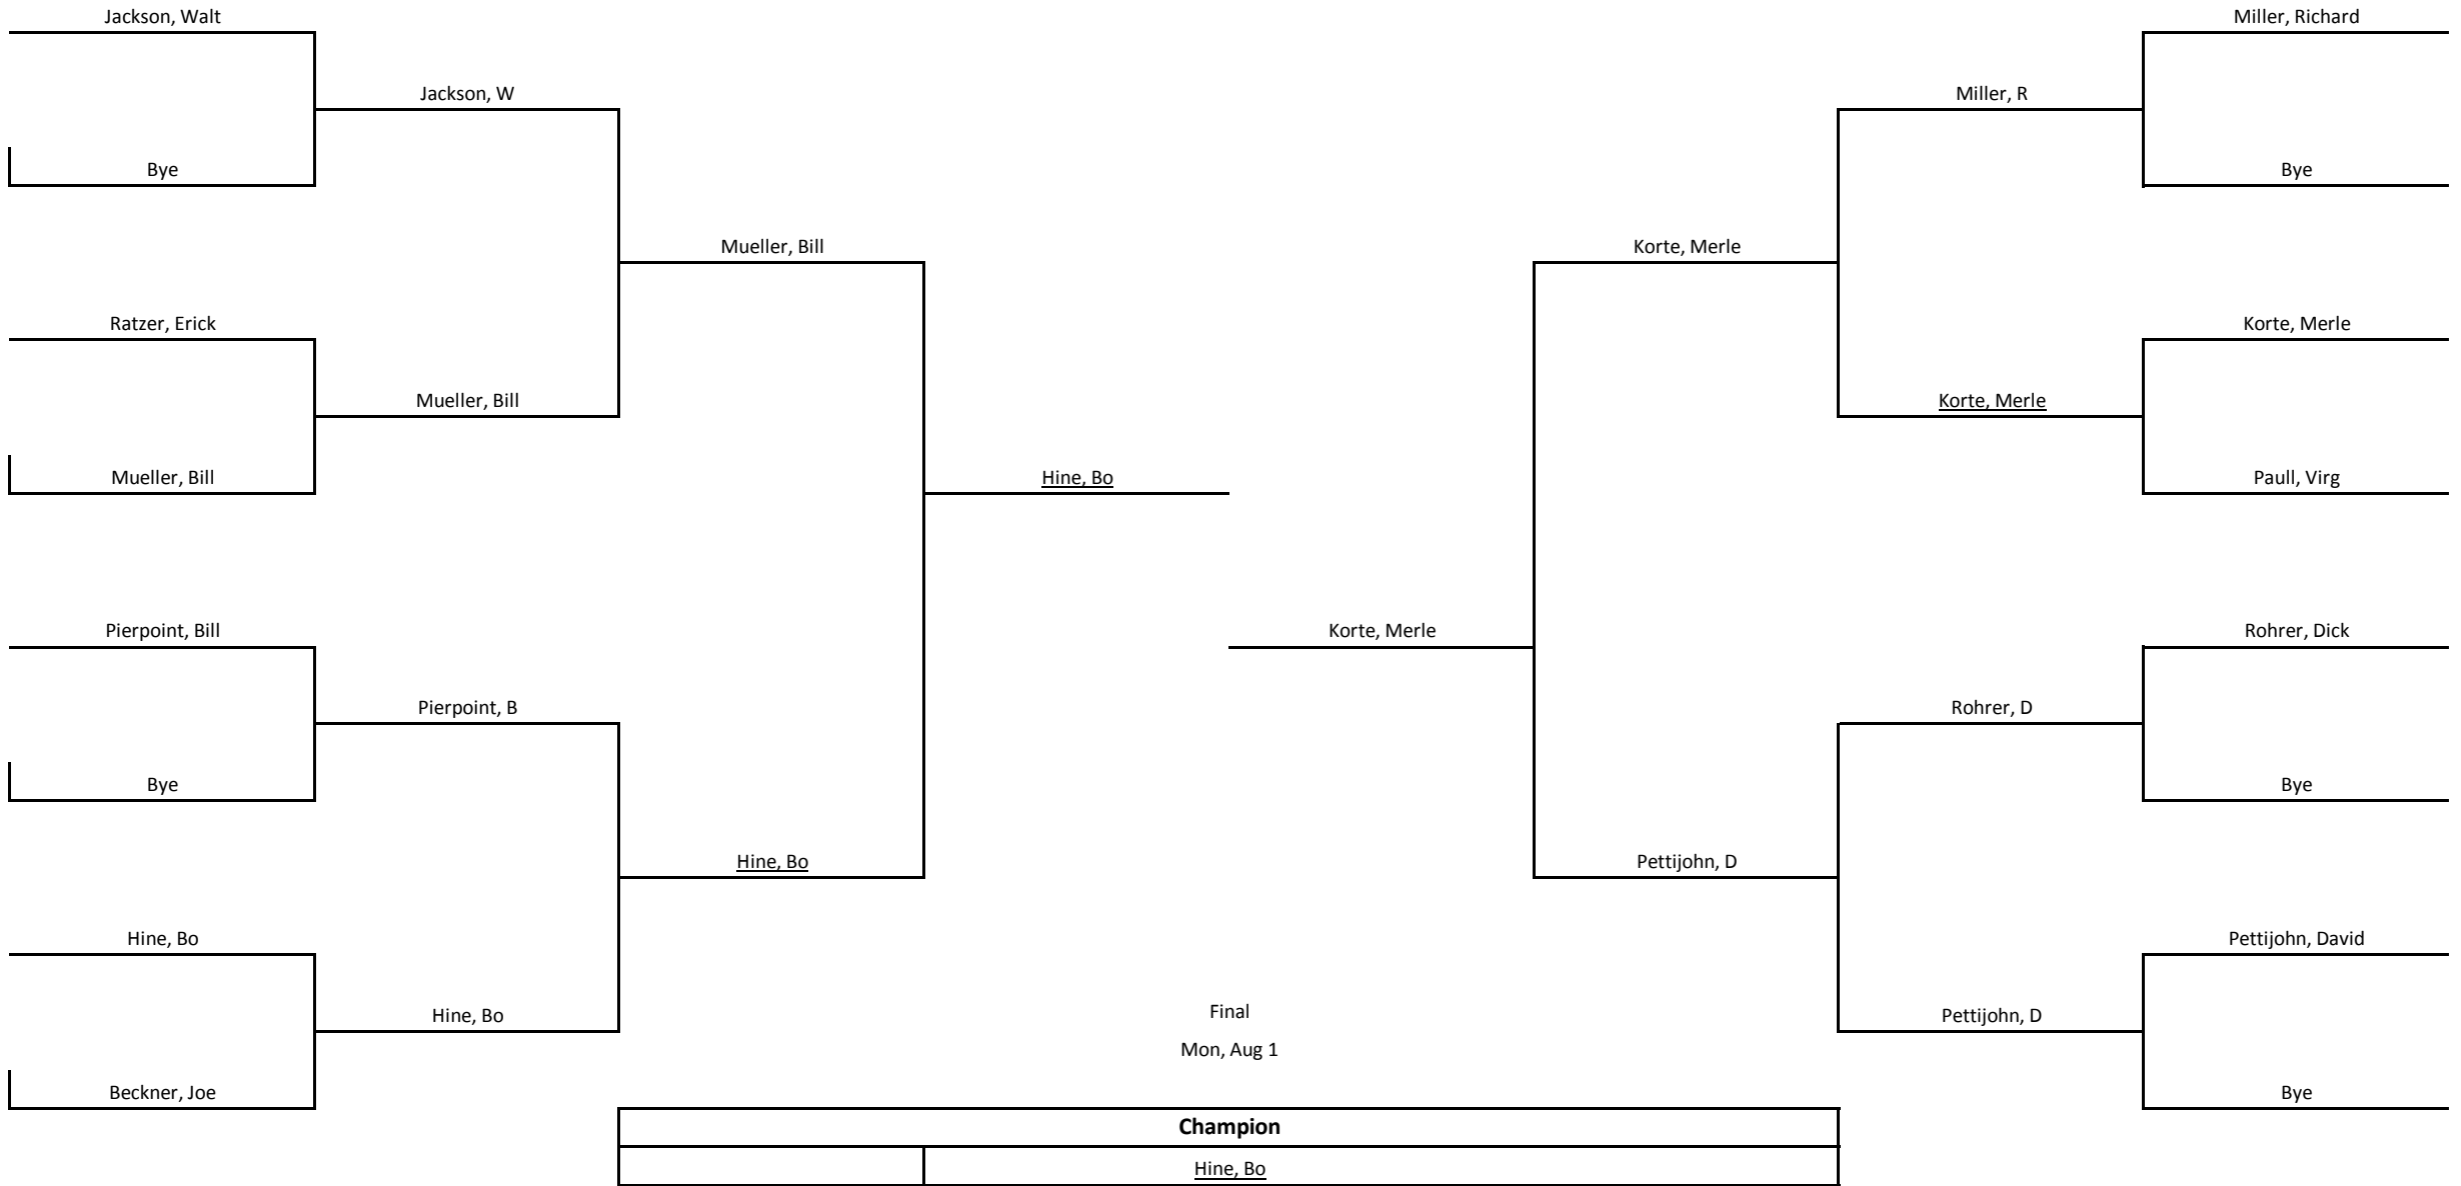 Jackson, Walt
Miller, Richard
Jackson, W
Miller, R
Bye
Bye
Mueller, Bill
Korte, Merle
Ratzer, Erick
Korte, Merle
Mueller, Bill
Korte, Merle
Mueller, Bill
Hine, Bo
Paull, Virg
Pierpoint, Bill
Korte, Merle
Rohrer, Dick
Pierpoint, B
Rohrer, D
Bye
Bye
Hine, Bo
Pettijohn, D
Hine, Bo
Pettijohn, David
Hine, Bo
Final
Pettijohn, D
Mon, Aug 1
Beckner, Joe
Bye
Champion
Hine, Bo